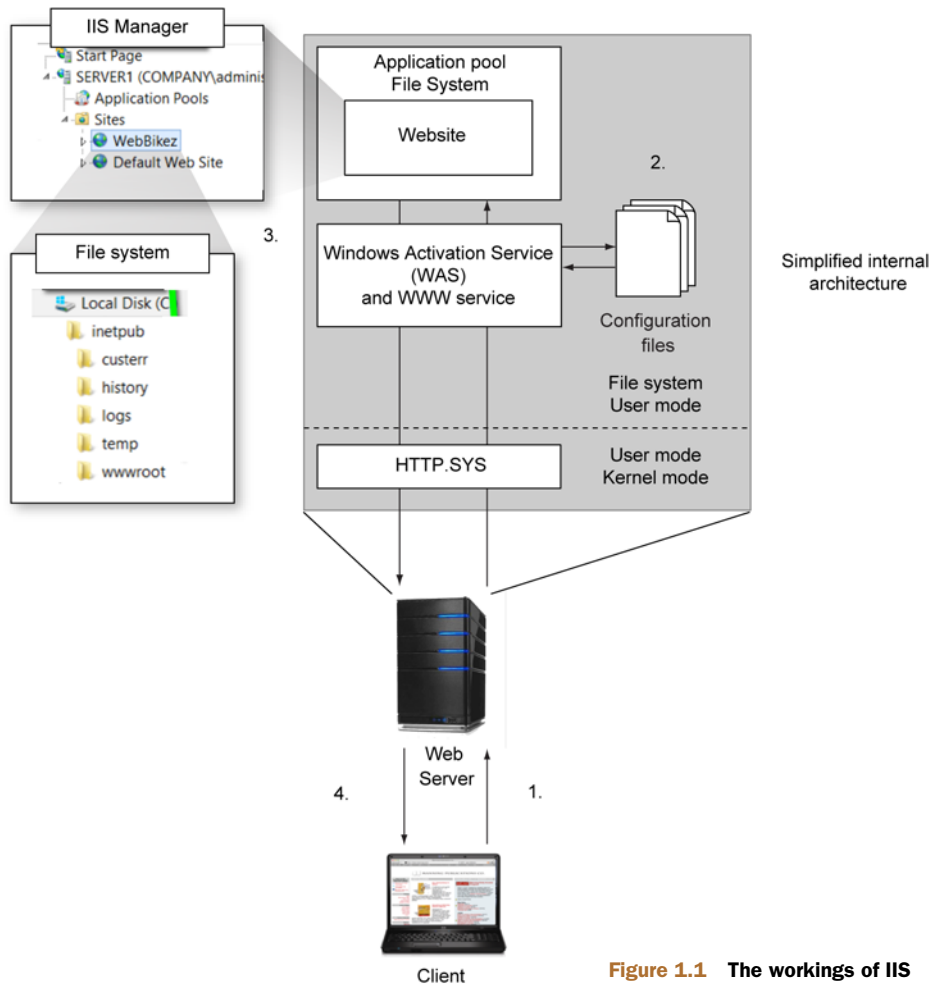 IIS Manager
Start Page
SERVER1 (COMPANY\adminis
Application Pools
Sites
WebBikez
Default Web Site
File system
Local Disk (C
inetpub
custerr
history
logs
temp
wwwroot
3.
Application pool
File System
Website
2.
Windows Activation Service
(WAS)
and WWW service
Configuration
files
File system
User mode
HTTP.SYS
User mode
Kernel mode
Simplified internal
architecture
Web
Server
4.
1.
Client
Figure 1.1 The workings of IIS